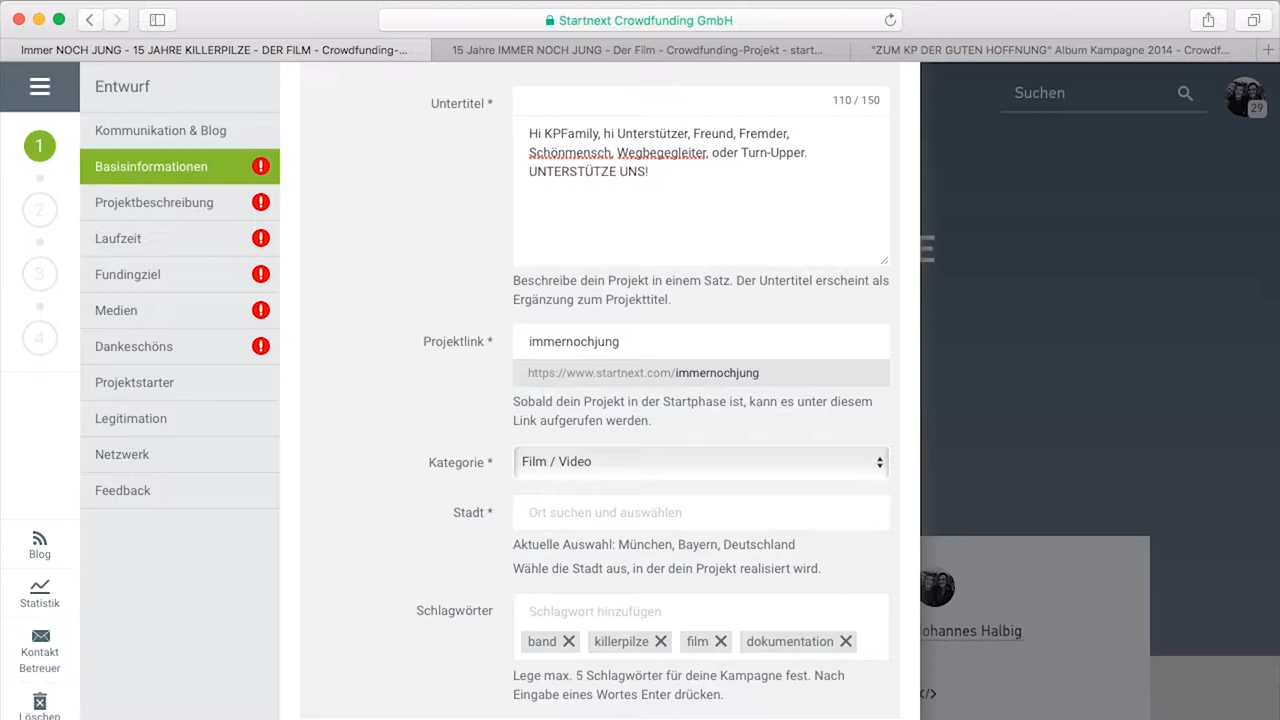 Startnext Crowdfunding GmbH
Immer NOCH JUNG - 15 JAHRE KILLERPILZE - DER FILM - Crowdfunding-...
15 Jahre IMMER NOCH JUNG - Der Film - Crowdfunding-Projekt - start...
"ZUM KP DER GUTEN HOFFNUNG" Album Kampagne 2014 - Crowdf...
Entwurf
Suchen
29
1
2
3
4
Kommunikation & Blog
Basisinformationen
Projektbeschreibung
Laufzeit
Fundingziel
Medien
Dankeschöns
Projektstarter
Legitimation
Netzwerk
Feedback
Blog
Statistik
Kontakt
Betreuer
Löschen
Untertitel *
110 / 150
Hi KPFamily, hi Unterstützer, Freund, Fremder,
Schönmensch, Wegbegegleiter, oder Turn-Upper.
UNTERSTÜTZE UNS!
Beschreibe dein Projekt in einem Satz. Der Untertitel erscheint als
Ergänzung zum Projekttitel.
Projektlink *
immernochjung
https://www.startnext.com/immernochjung
Sobald dein Projekt in der Startphase ist, kann es unter diesem
Link aufgerufen werden.
Kategorie *
Film / Video
Stadt *
Ort suchen und auswählen
Aktuelle Auswahl: München, Bayern, Deutschland
Wähle die Stadt aus, in der dein Projekt realisiert wird.
Schlagwörter
Schlagwort hinzufügen
band
killerpilze
film
dokumentation
Lege max. 5 Schlagwörter für deine Kampagne fest. Nach
Eingabe eines Wortes Enter drücken.
ohannes Halbig
</>